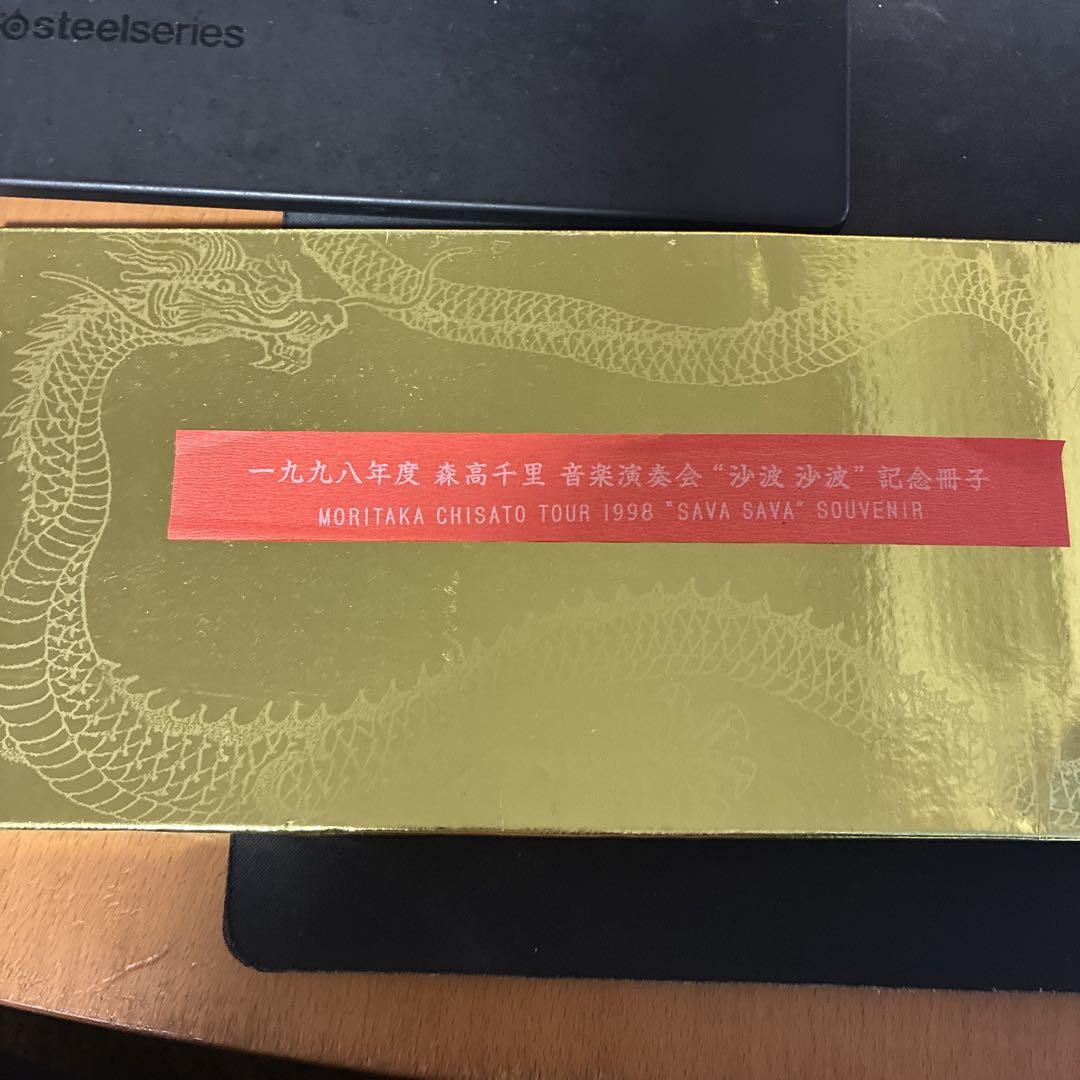 steelseries
一九九八年度 森高千里 音楽演奏会“沙波 沙波”記念冊子
MORITAKA CHISATO TOUR 1998 "SAVA SAVA" SOUVENIR